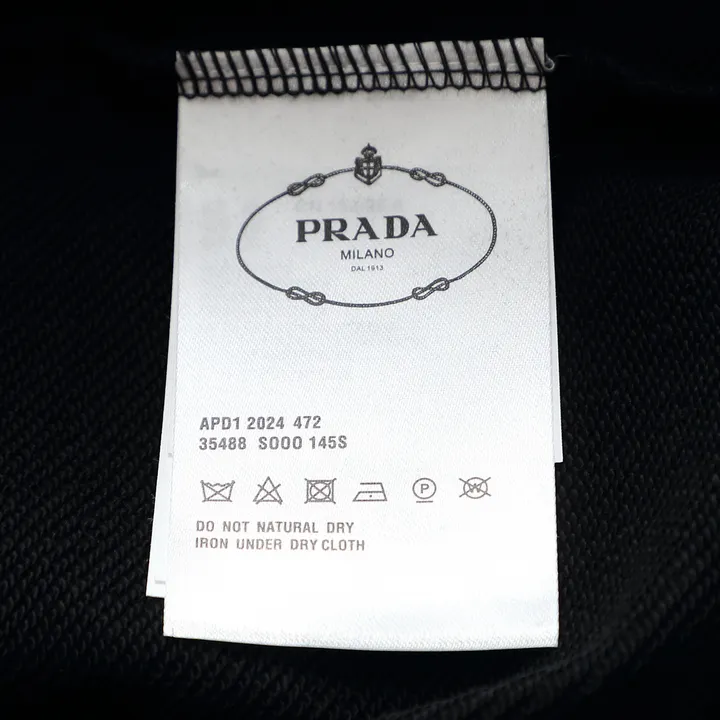 PRADA
MILANO
DAL 1913
APD1 2024 472
35488 SOOO 145S
P
W
DO NOT NATURAL DRY
IRON UNDER DRY CLOTH